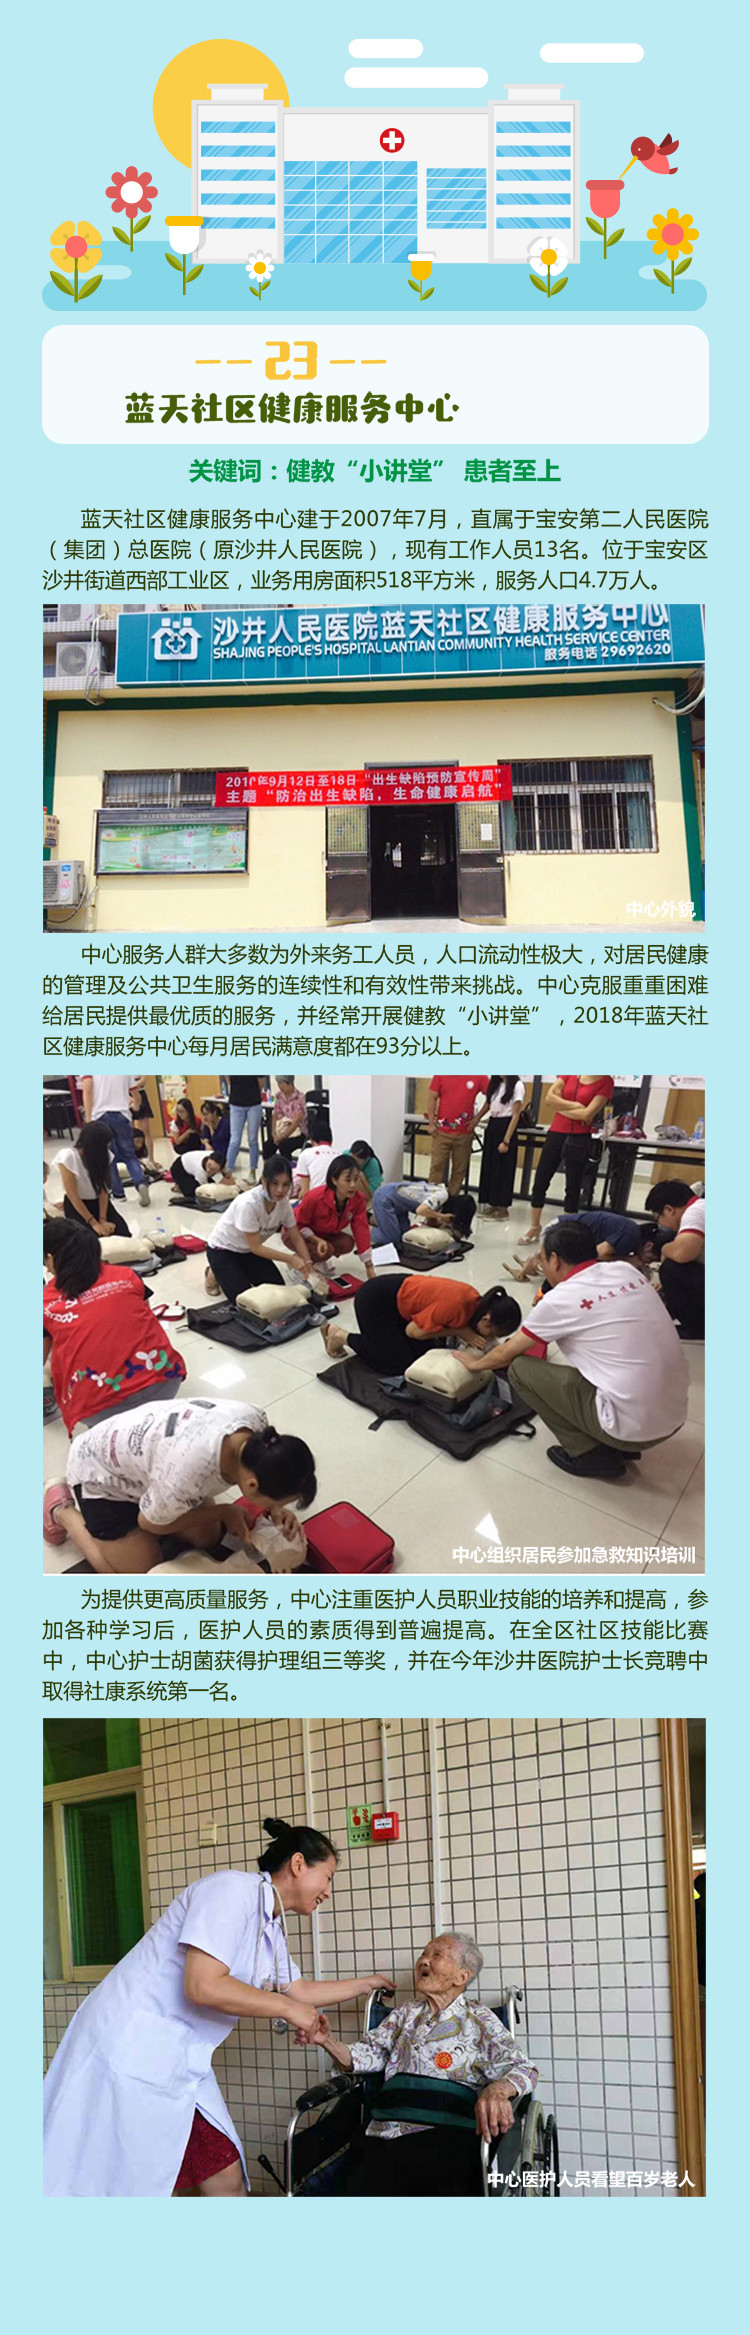 ——23——
蓝天社区健康服务中心
关键词：健教“小讲堂” 患者至上
蓝天社区健康服务中心建于2007年7月，直属于宝安第二人民医院
（集团）总医院（原沙井人民医院），现有工作人员13名。位于宝安区
沙井街道西部工业区，业务用房面积518平方米，服务人口4.7万人。
沙井人民医院蓝天社区健康服务中心
SHAJING PEOPLE'S HOSPITAL LANTIAN COMMUNITY HEALTH SERVICE CENTER
服务电话 29692620
年9月12日至18日“出生缺陷预防宣传周”
主题“防治出生缺陷，生命健康启航”
中心外貌
中心服务人群大多数为外来务工人员，人口流动性极大，对居民健康
的管理及公共卫生服务的连续性和有效性带来挑战。中心克服重重困难
给居民提供最优质的服务，并经常开展健教“小讲堂”，2018年蓝天社
区健康服务中心每月居民满意度都在93分以上。
中心组织居民参加急救知识培训
为提供更高质量服务，中心注重医护人员职业技能的培养和提高，参
加各种学习后，医护人员的素质得到普遍提高。在全区社区技能比赛
中，中心护士胡菌获得护理组三等奖，并在今年沙井医院护士长竞聘中
取得社康系统第一名。
中心医护人员看望百岁老人